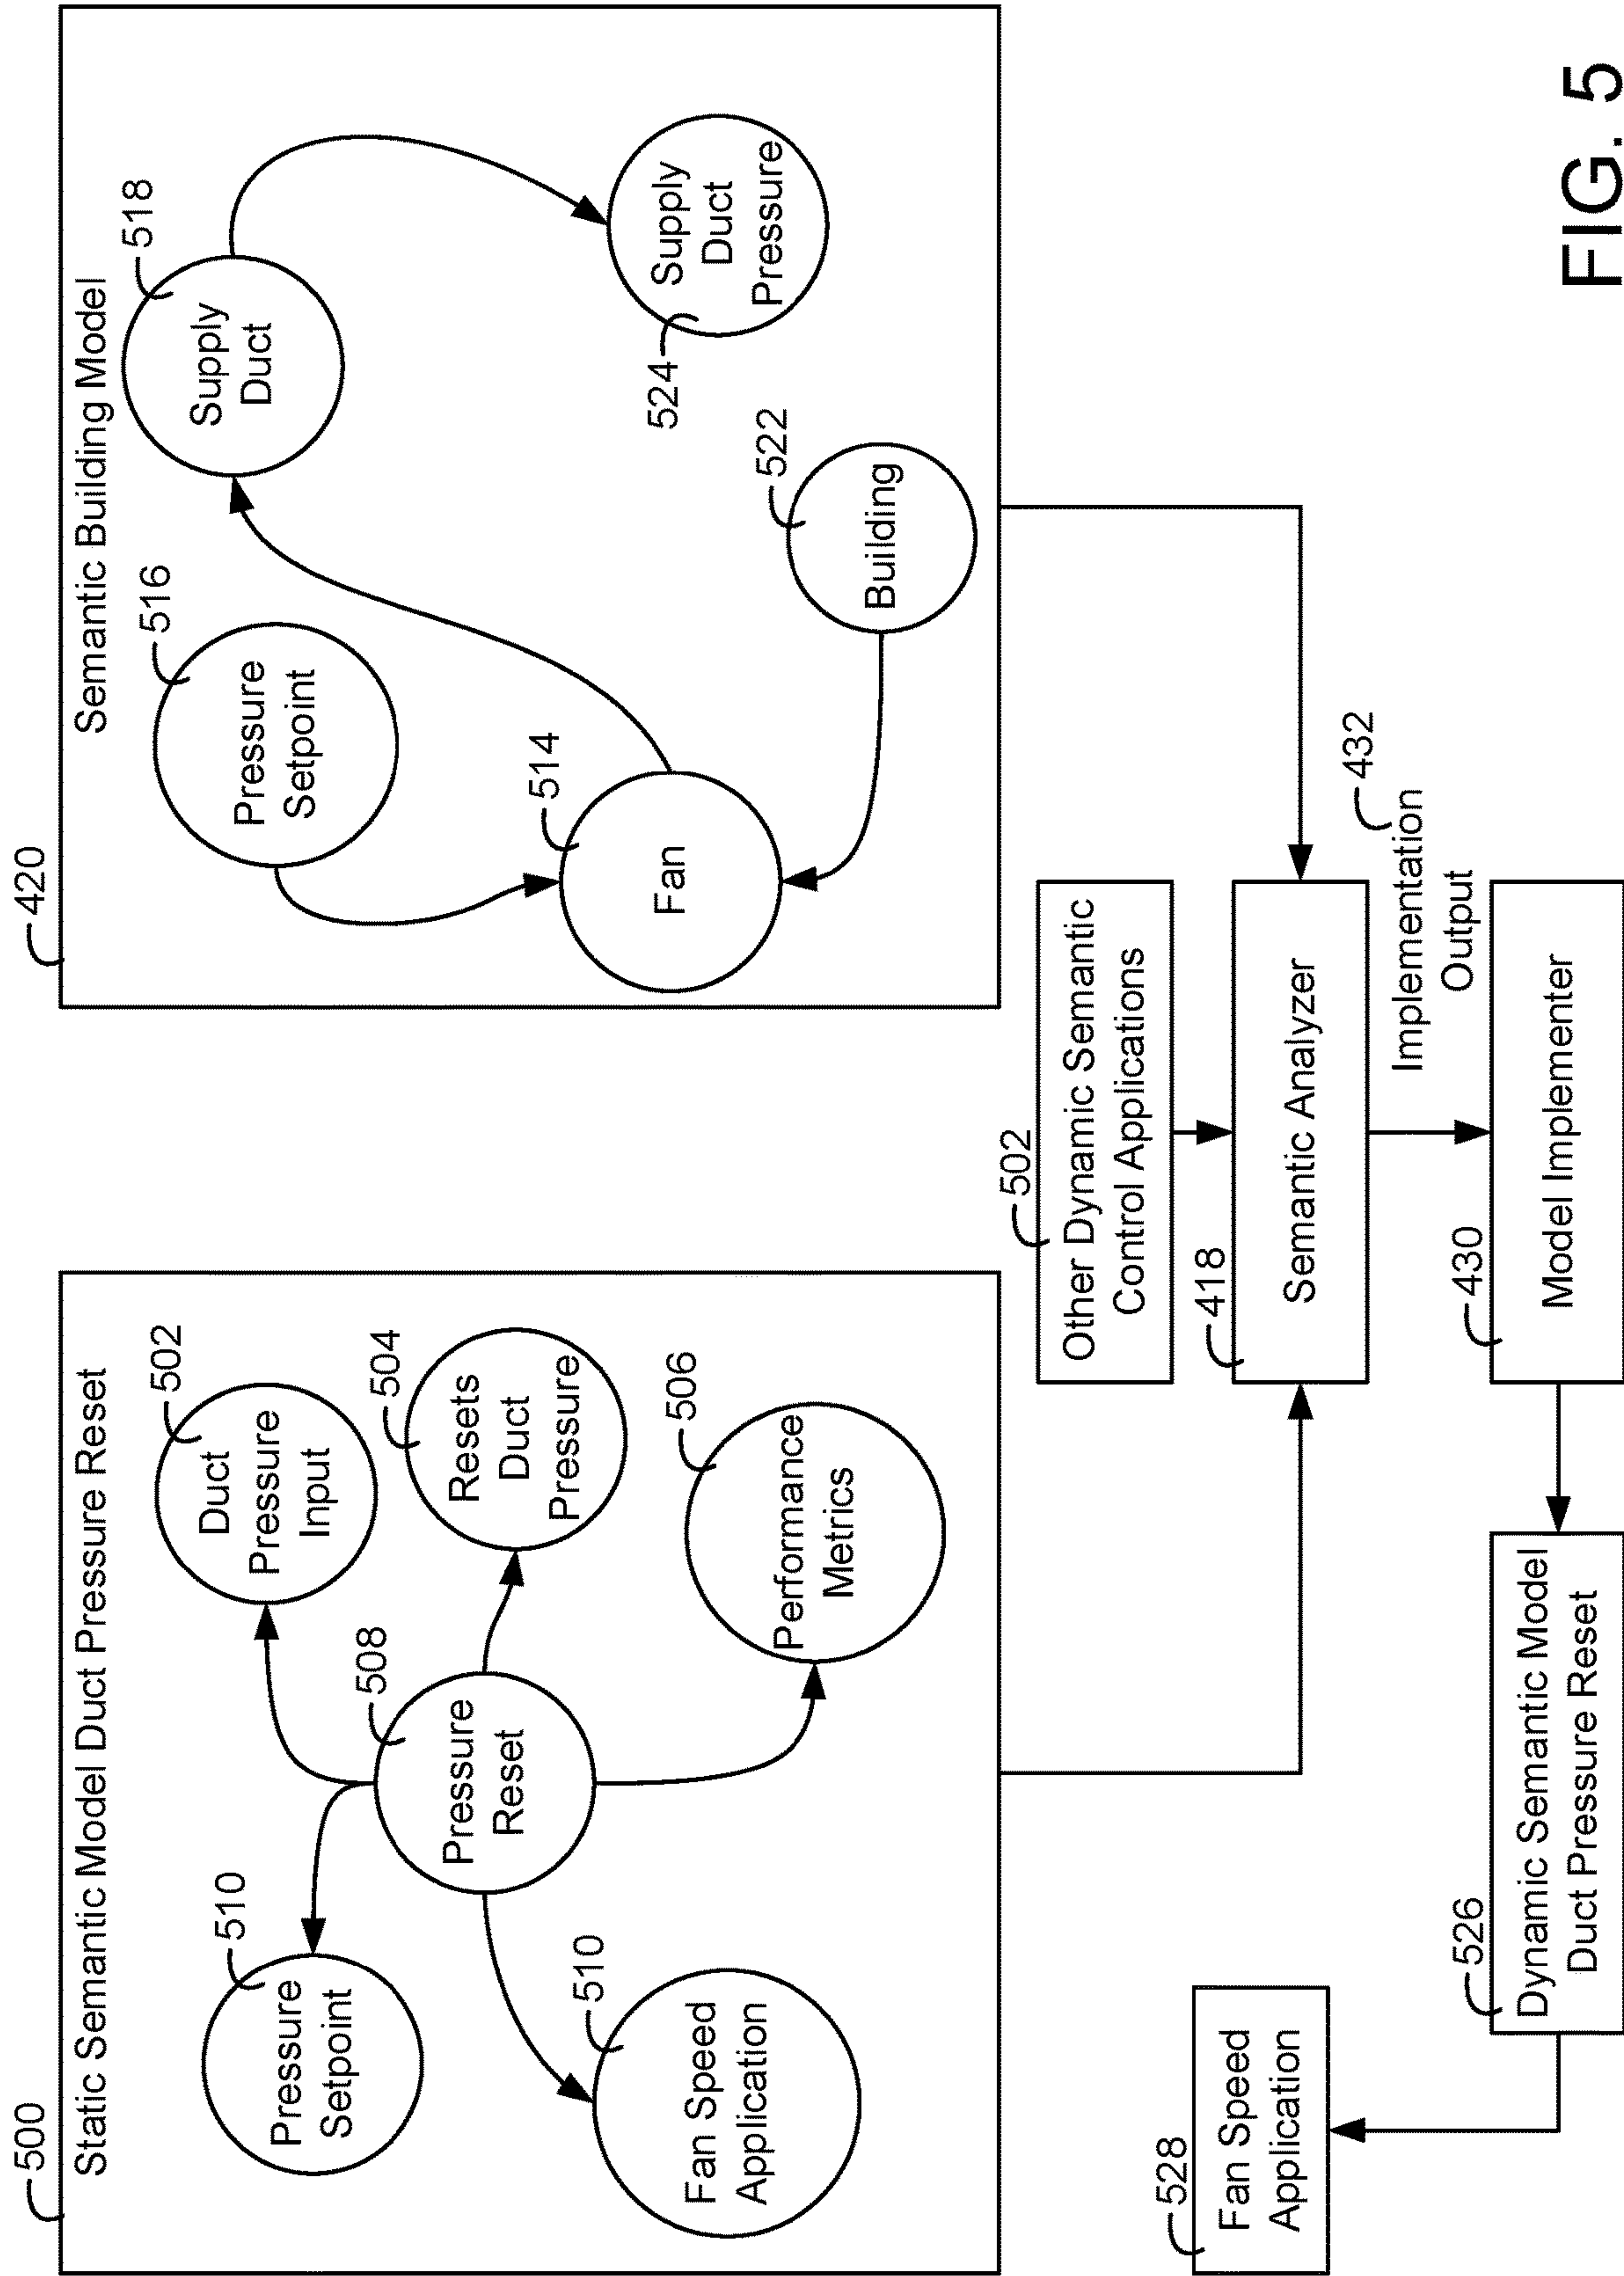 500
Static Semantic Model Duct Pressure Reset
510
Pressure
Setpoint
502
Duct
Pressure
Input
508
Pressure
Reset
504
Resets
Duct
Pressure
510
Fan Speed
Application
506
Performance
Metrics
420
Semantic Building Model
516
Pressure
Setpoint
518
Supply
Duct
514
Fan
524
Supply
Duct
Pressure
522
Building
502
Other Dynamic Semantic
Control Applications
418
Semantic Analyzer
432
Implementation
Output
430
Model Implementer
526
Dynamic Semantic Model
Duct Pressure Reset
528
Fan Speed
Application
FIG. 5